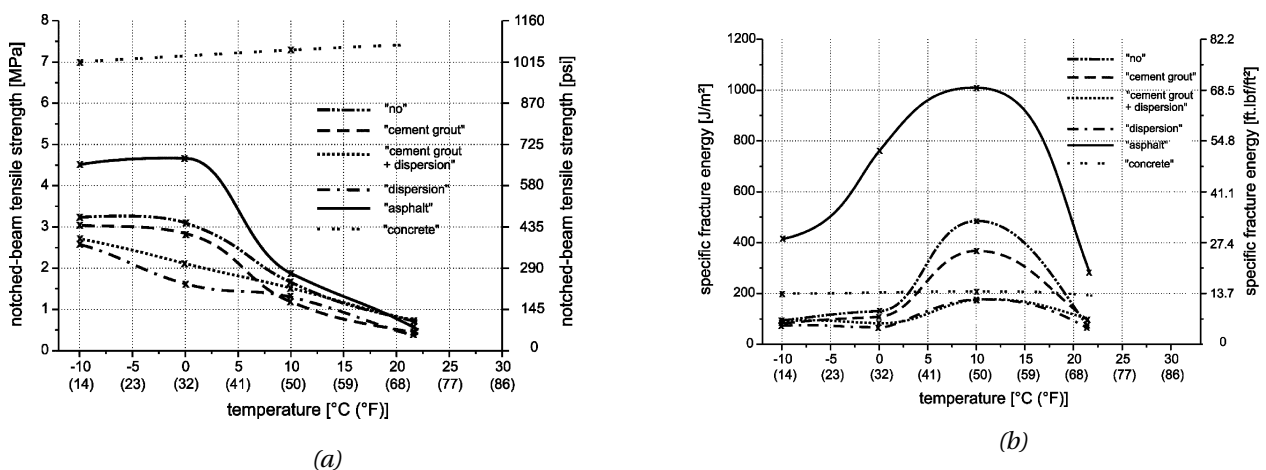 8
7
6
5
4
3
2
1
0
notched-beam tensile strength [MPa]
1160
1015
870
725
580
435
290
145
0
notched-beam tensile strength [psi]
"no"
"cement grout"
"cement grout
+ dispersion"
"dispersion"
"asphalt"
"concrete"
-10 -5 0 5 10 15 20 25 30
(14) (23) (32) (41) (50) (59) (68) (77) (86)
temperature [°C (°F)]
(a)
1200
1000
800
600
400
200
0
specific fracture energy [J/m²]
82.2
68.5
54.8
41.1
27.4
13.7
0
specific fracture energy [ft.lbf/ft²]
"no"
"cement grout"
"cement grout
+ dispersion"
"dispersion"
"asphalt"
"concrete"
-10 -5 0 5 10 15 20 25 30
(14) (23) (32) (41) (50) (59) (68) (77) (86)
temperature [°C (°F)]
(b)